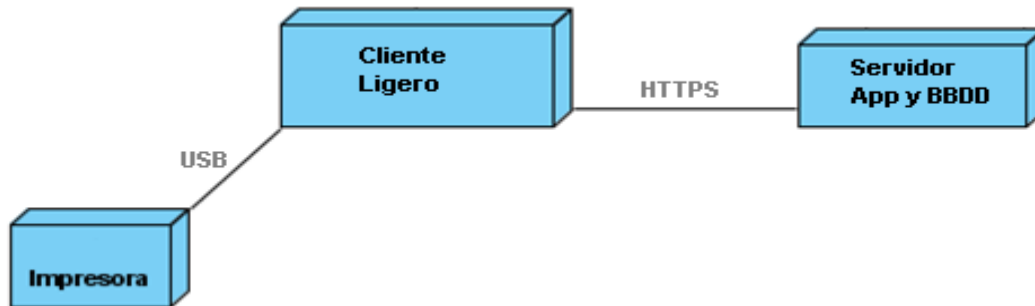 Cliente
Ligero
HTTPS
Servidor
App y BBDD
USB
Impresora